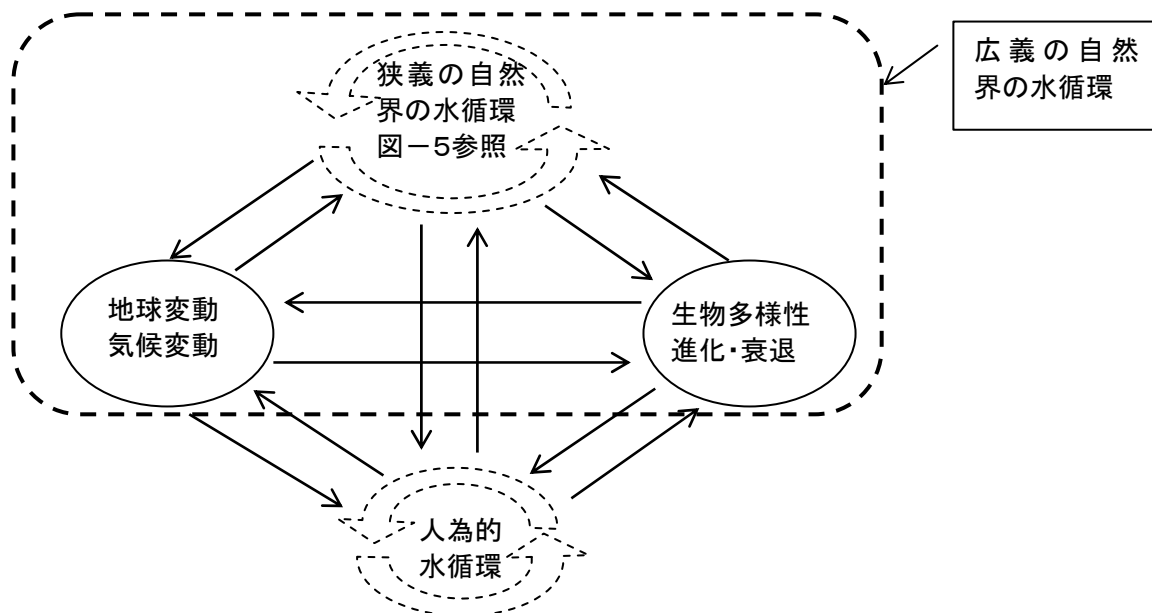 狭義の自然
界の水循環
図－5参照
広義の自然
界の水循環
地球変動
気候変動
生物多様性
進化・衰退
人為的
水循環